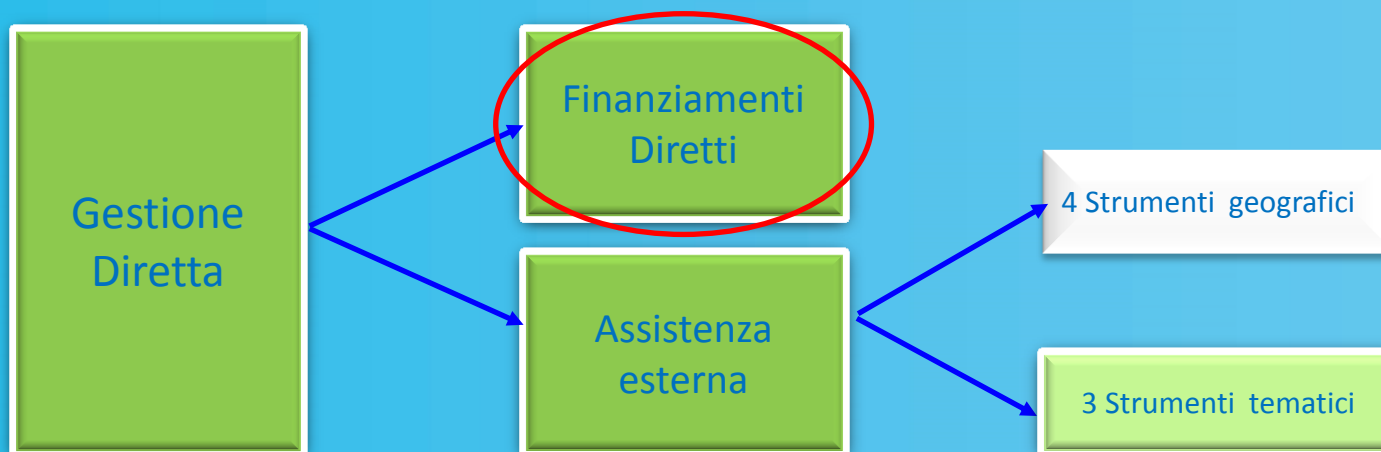 Gestione
Diretta
Finanziamenti
Diretti
Assistenza
esterna
4 Strumenti geografici
3 Strumenti tematici